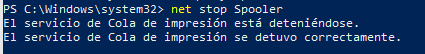 PS C:\Windows\system32> net stop Spooler
El servicio de Cola de impresión está deteniéndose.
El servicio de Cola de impresión se detuvo correctamente.